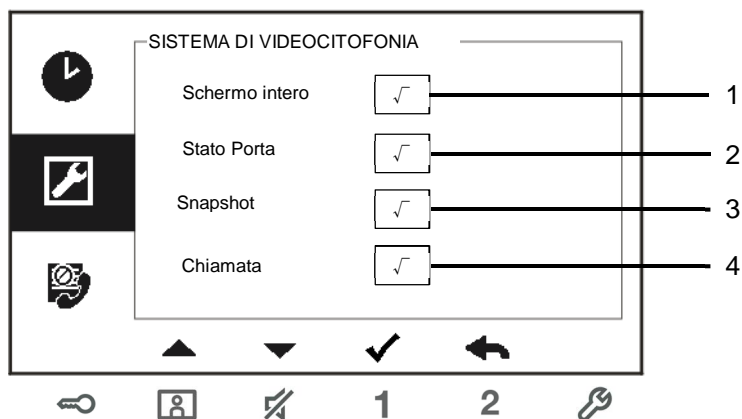 SISTEMA DI VIDEOCITOFONIA
Schermo intero √ 1
Stato Porta √ 2
Snapshot √ 3
Chiamata √ 4
1 2